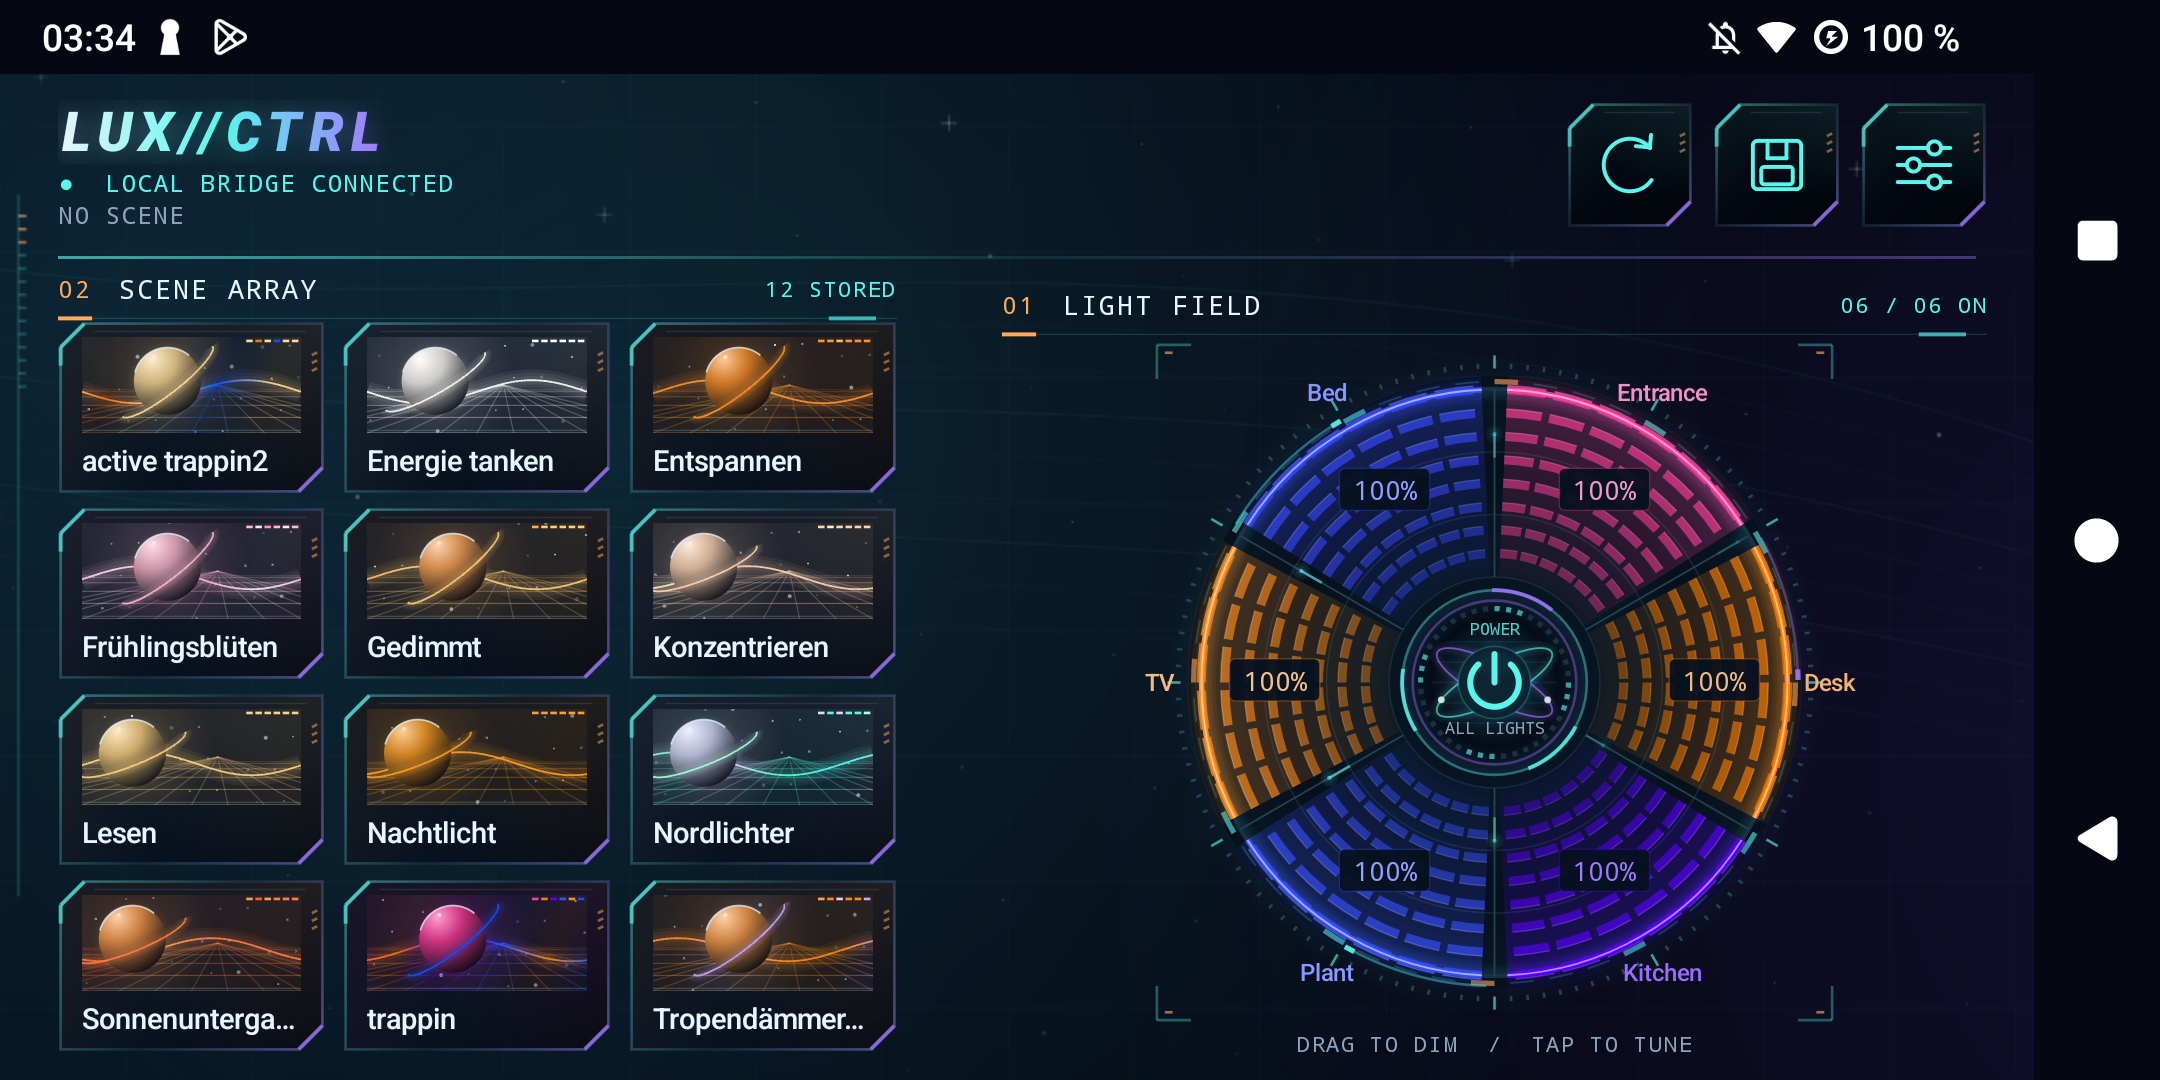 03:34
100 %
LUX//CTRL
LOCAL BRIDGE CONNECTED
NO SCENE
02 SCENE ARRAY
12 STORED
active trappin2
Energie tanken
Entspannen
Frühlingsblüten
Gedimmt
Konzentrieren
Lesen
Nachtlicht
Nordlichter
Sonnenunterga...
trappin
Tropendämmer...
01 LIGHT FIELD
06 / 06 ON
Bed
Entrance
100%
100%
TV
100%
POWER
ALL LIGHTS
100%
Desk
100%
100%
Plant
Kitchen
DRAG TO DIM / TAP TO TUNE